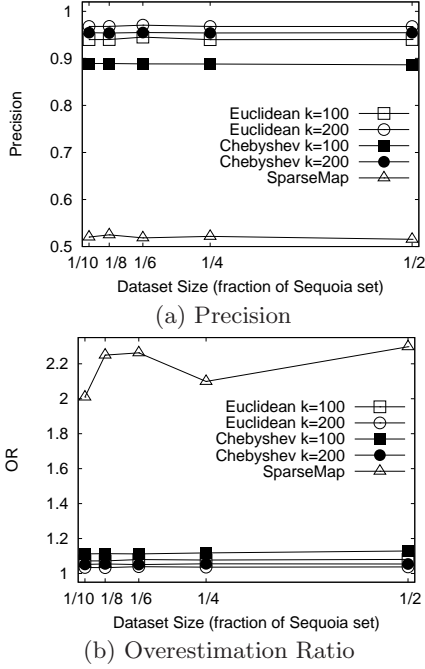 1
0.9
0.8
0.7
0.6
0.5
Precision
Euclidean k=100
Euclidean k=200
Chebyshev k=100
Chebyshev k=200
SparseMap
1/10 1/8 1/6 1/4 1/2
Dataset Size (fraction of Sequoia set)
(a) Precision
2.2
2
1.8
1.6
1.4
1.2
1
OR
Euclidean k=100
Euclidean k=200
Chebyshev k=100
Chebyshev k=200
SparseMap
1/10 1/8 1/6 1/4 1/2
Dataset Size (fraction of Sequoia set)
(b) Overestimation Ratio